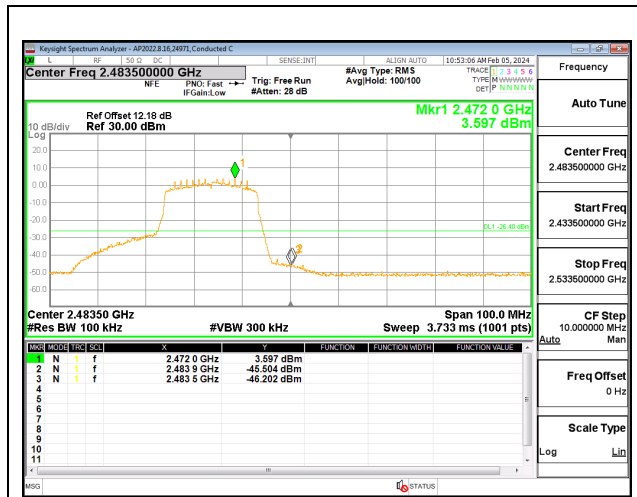 Keysight Spectrum Analyzer - AP2022.8.16,24971,Conducted C
L RF 50 Ω DC SENSE:INT ALIGN AUTO 10:53:06 AM Feb 05, 2024
Center Freq 2.483500000 GHz
NFE
PNO: Fast
IFGain:Low
Trig: Free Run
#Atten: 28 dB
#Avg Type: RMS
Avg|Hold: 100/100
TRACE 1 2 3 4 5 6
TYPE M WWWWW
DET P N N N N N
Mkr1 2.472 0 GHz
3.597 dBm
Ref Offset 12.18 dB
10 dB/div Ref 30.00 dBm
Log
20.0
10.0
0.00
-10.0
-20.0
-30.0
-40.0
-50.0
-60.0
1
2
Center 2.48350 GHz Span 100.0 MHz
#Res BW 100 kHz #VBW 300 kHz Sweep 3.733 ms (1001 pts)
MKR MODE TRC SCL X Y FUNCTION FUNCTION WIDTH FUNCTION VALUE
1 N 1 f 2.472 0 GHz 3.597 dBm
2 N 1 f 2.483 9 GHz -45.504 dBm
3 N 1 f 2.483 5 GHz -46.202 dBm
4
5
6
7
8
9
10
11
MSG STATUS
Frequency
Auto Tune
Center Freq
2.483500000 GHz
Start Freq
2.433500000 GHz
Stop Freq
2.533500000 GHz
CF Step
10.000000 MHz
Auto Man
Freq Offset
0 Hz
Scale Type
Log Lin